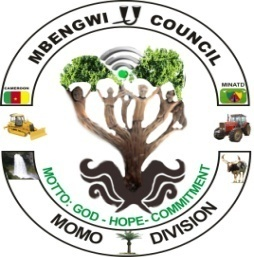 MBENGWI COUNCIL
CAMEROON
MINATD
MOTTO: GOD - HOPE- COMMITMENT
MOMO DIVISION